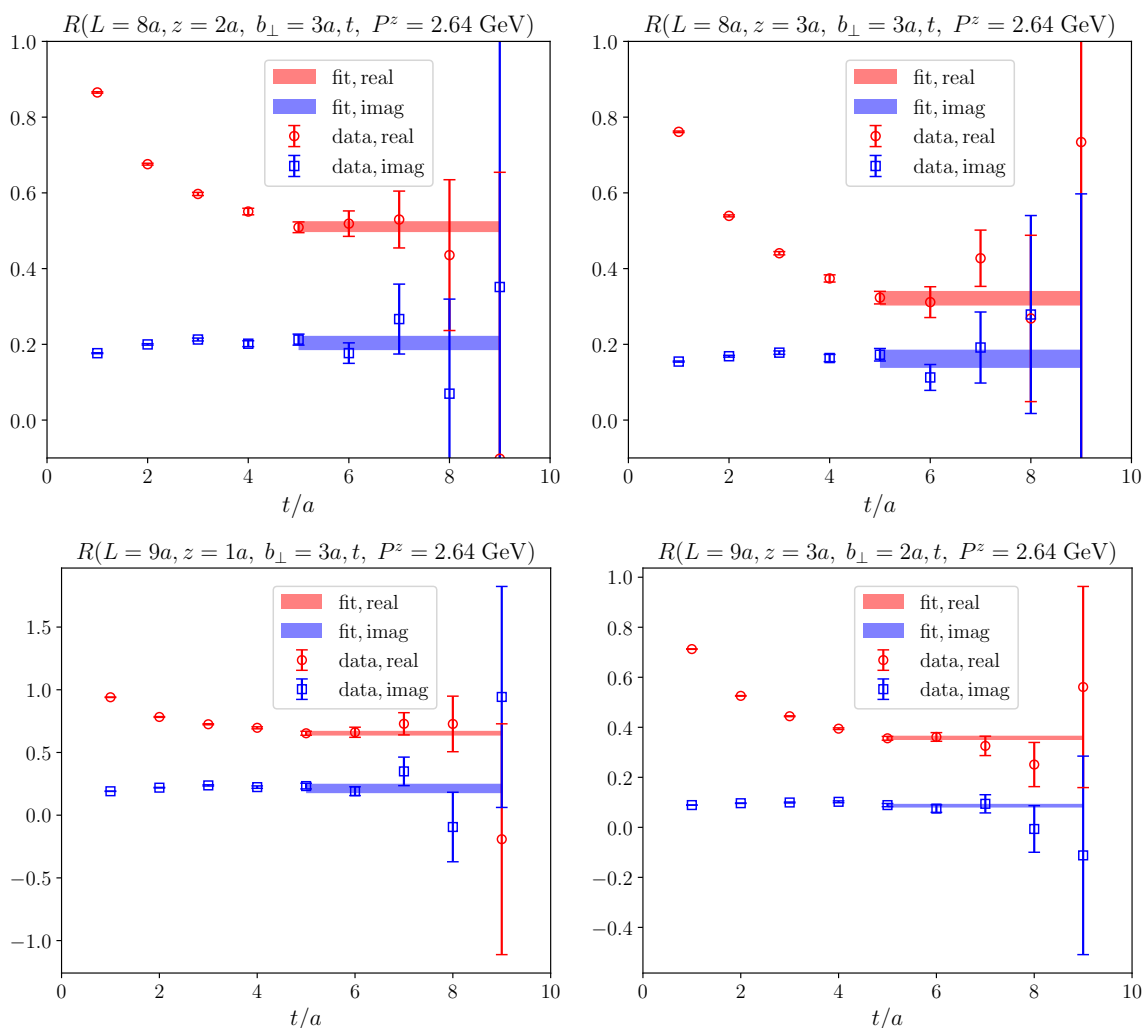 R(L = 8a, z = 2a, b⊥ = 3a, t, P^z = 2.64 GeV)
1.0
0.8
0.6
0.4
0.2
0.0
fit, real
fit, imag
data, real
data, imag
0 2 4 6 8 10
t/a
R(L = 8a, z = 3a, b⊥ = 3a, t, P^z = 2.64 GeV)
1.0
0.8
0.6
0.4
0.2
0.0
fit, real
fit, imag
data, real
data, imag
0 2 4 6 8 10
t/a
R(L = 9a, z = 1a, b⊥ = 3a, t, P^z = 2.64 GeV)
1.5
1.0
0.5
0.0
−0.5
−1.0
fit, real
fit, imag
data, real
data, imag
0 2 4 6 8 10
t/a
R(L = 9a, z = 3a, b⊥ = 2a, t, P^z = 2.64 GeV)
1.0
0.8
0.6
0.4
0.2
0.0
−0.2
−0.4
fit, real
fit, imag
data, real
data, imag
0 2 4 6 8 10
t/a